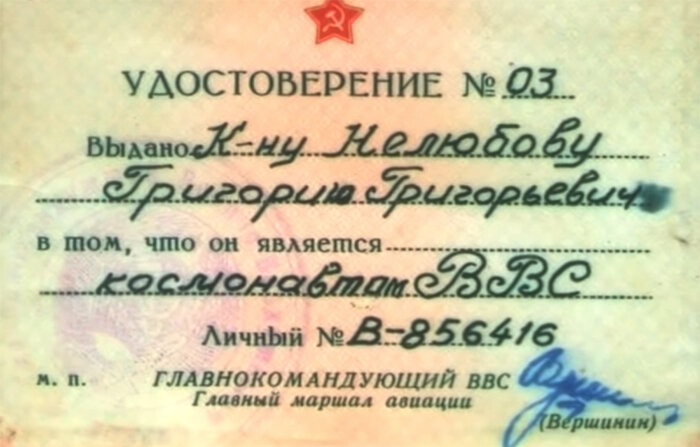 УДОСТОВЕРЕНИЕ № 03
Выдано К-ну Нелюбову
Григорию Григорьевич
в том, что он является
космонавтом ВВС
Личный № В-856416
м. п. ГЛАВНОКОМАНДУЮЩИЙ ВВС
Главный маршал авиации
(Вершинин)